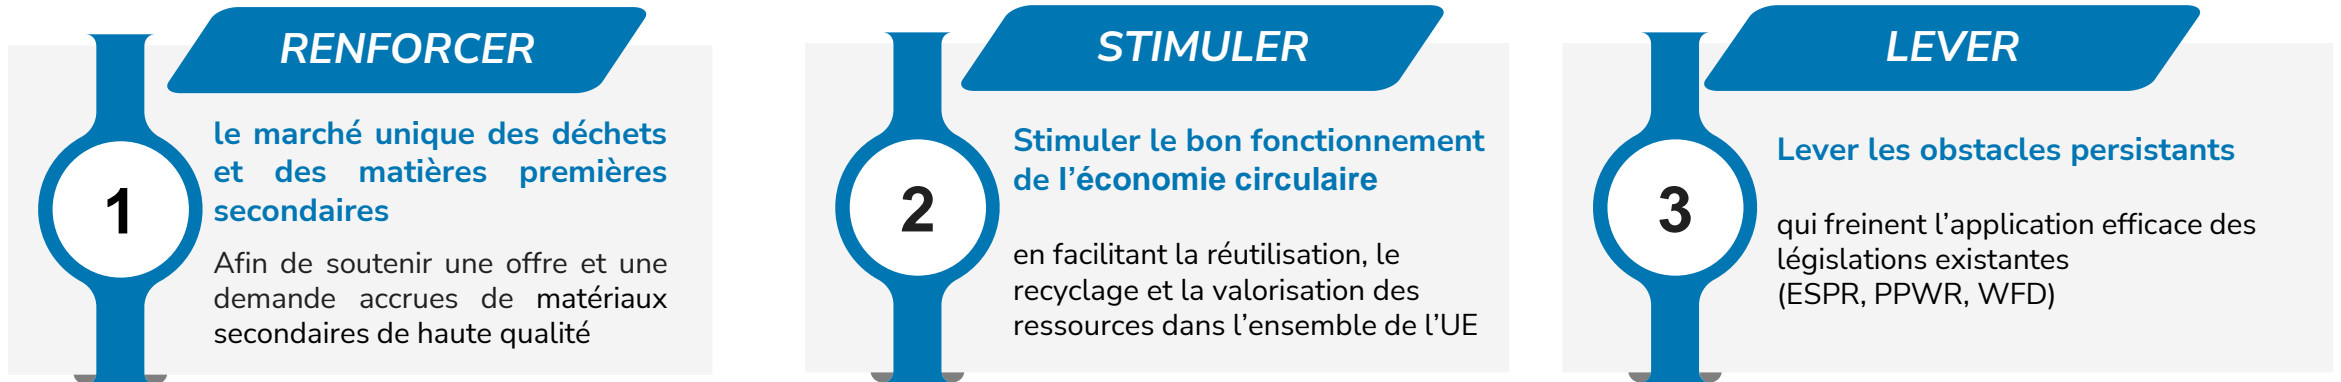 RENFORCER
1
le marché unique des déchets
et des matières premières
secondaires
Afin de soutenir une offre et une
demande accrues de matériaux
secondaires de haute qualité
STIMULER
2
Stimuler le bon fonctionnement
de l’économie circulaire
en facilitant la réutilisation, le
recyclage et la valorisation des
ressources dans l’ensemble de l’UE
LEVER
3
Lever les obstacles persistants
qui freinent l’application efficace des
législations existantes
(ESPR, PPWR, WFD)